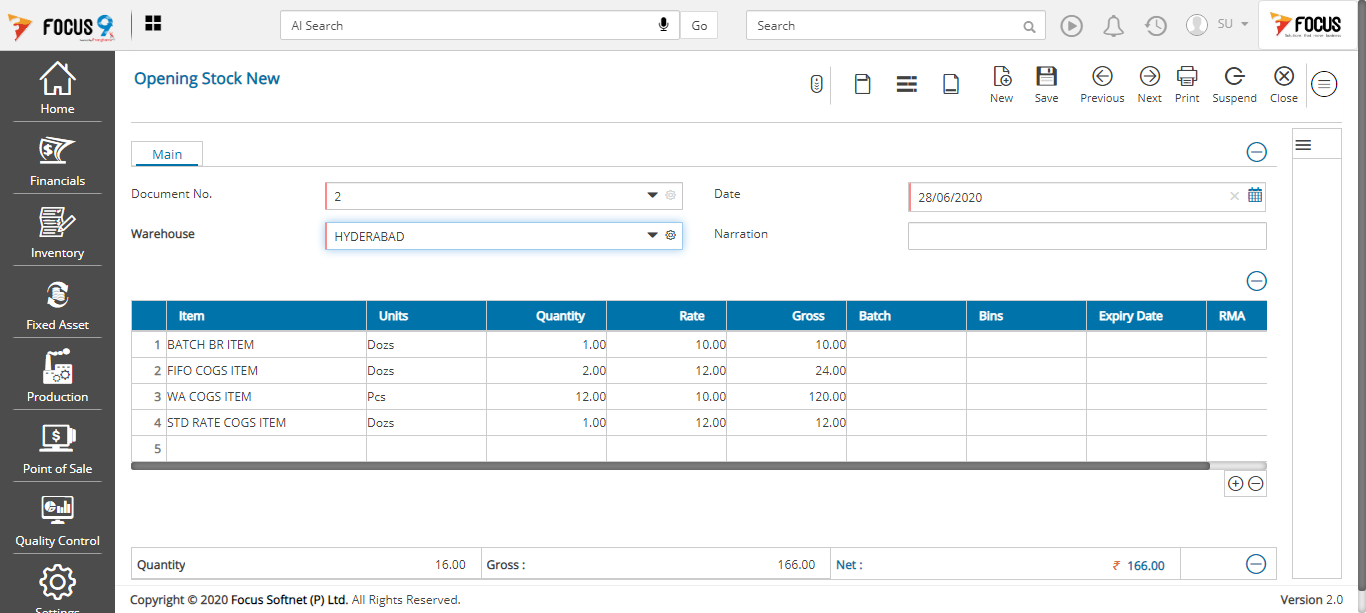 FOCUS 9
AI Search
Go
Search
SU
FOCUS
Home
Financials
Inventory
Fixed Asset
Production
Point of Sale
Quality Control
Settings
Opening Stock New
New Save Previous Next Print Suspend Close
Main
Document No. 2 Date 28/06/2020
Warehouse HYDERABAD Narration
Item Units Quantity Rate Gross Batch Bins Expiry Date RMA
1 BATCH BR ITEM Dozs 1.00 10.00 10.00
2 FIFO COGS ITEM Dozs 2.00 12.00 24.00
3 WA COGS ITEM Pcs 12.00 10.00 120.00
4 STD RATE COGS ITEM Dozs 1.00 12.00 12.00
5
Quantity 16.00 Gross : 166.00 Net : ₹ 166.00
Copyright © 2020 Focus Softnet (P) Ltd. All Rights Reserved. Version 2.0